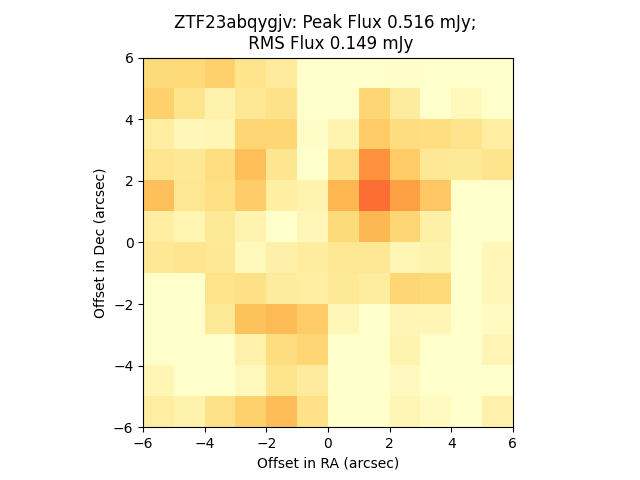 ZTF23abqygjv: Peak Flux 0.516 mJy;
RMS Flux 0.149 mJy
6
4
2
0
−2
−4
−6
Offset in Dec (arcsec)
−6 −4 −2 0 2 4 6
Offset in RA (arcsec)